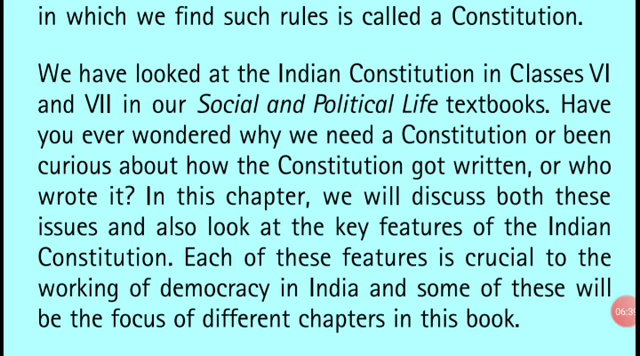 in which we find such rules is called a Constitution.
We have looked at the Indian Constitution in Classes VI
and VII in our Social and Political Life textbooks. Have
you ever wondered why we need a Constitution or been
curious about how the Constitution got written, or who
wrote it? In this chapter, we will discuss both these
issues and also look at the key features of the Indian
Constitution. Each of these features is crucial to the
working of democracy in India and some of these will
be the focus of different chapters in this book.